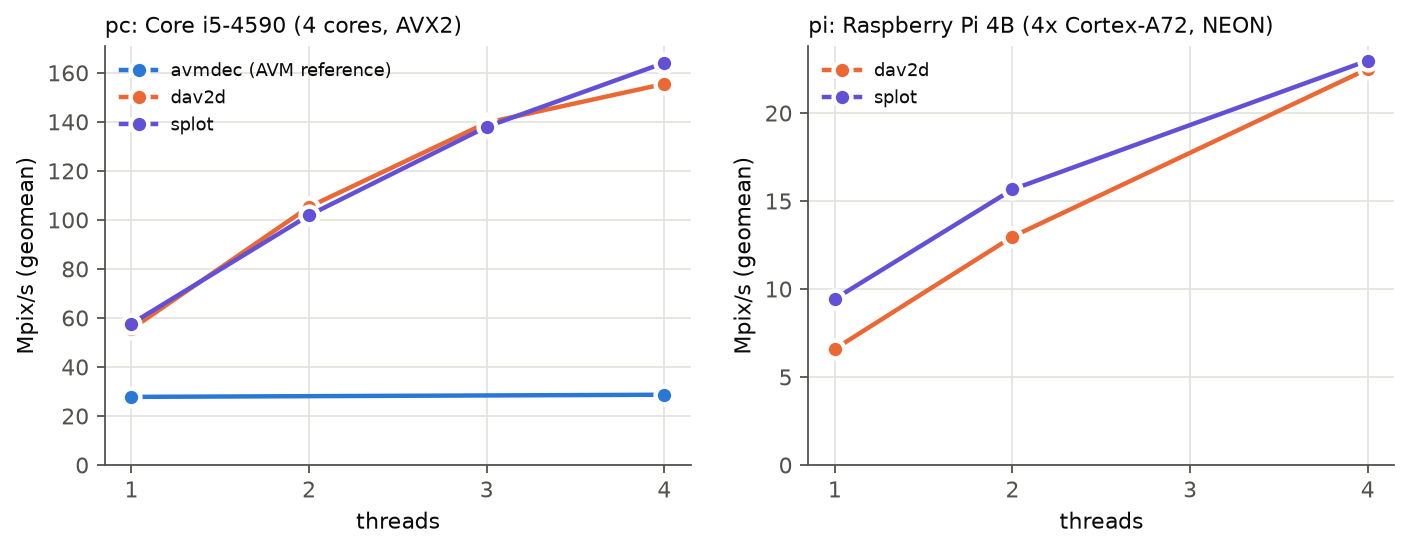 pc: Core i5-4590 (4 cores, AVX2)
avmdec (AVM reference)
dav2d
splot
160
140
120
100
80
60
40
20
0
Mpix/s (geomean)
1 2 3 4
threads
pi: Raspberry Pi 4B (4x Cortex-A72, NEON)
dav2d
splot
20
15
10
5
0
Mpix/s (geomean)
1 2 3 4
threads